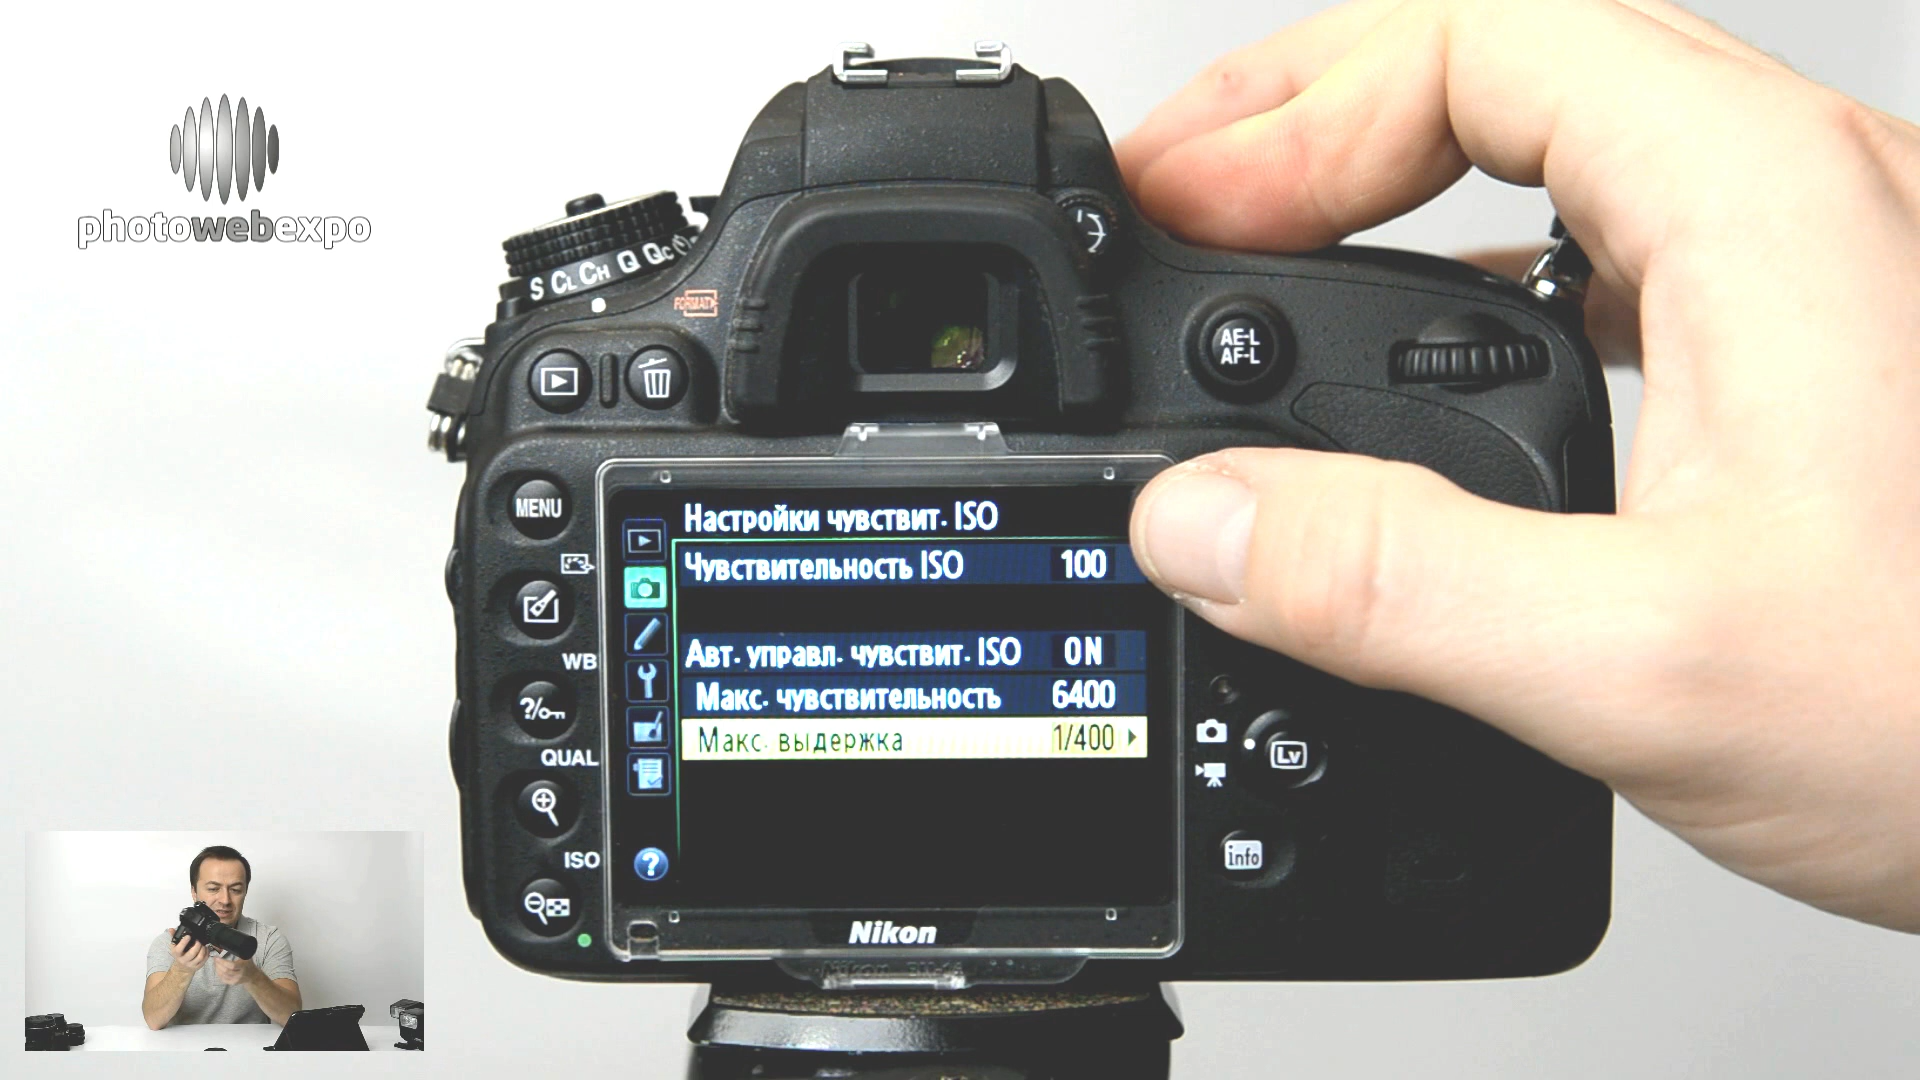 photowebexpo
S CL CH Q Qc
FORMAT
AE-L
AF-L
MENU
Настройки чувствит. ISO
Чувствительность ISO 100
Авт. управл. чувствит. ISO ON
Макс. чувствительность 6400
Макс. выдержка 1/400
WB
?
QUAL
Lv
ISO
?
info
Nikon
Nikon